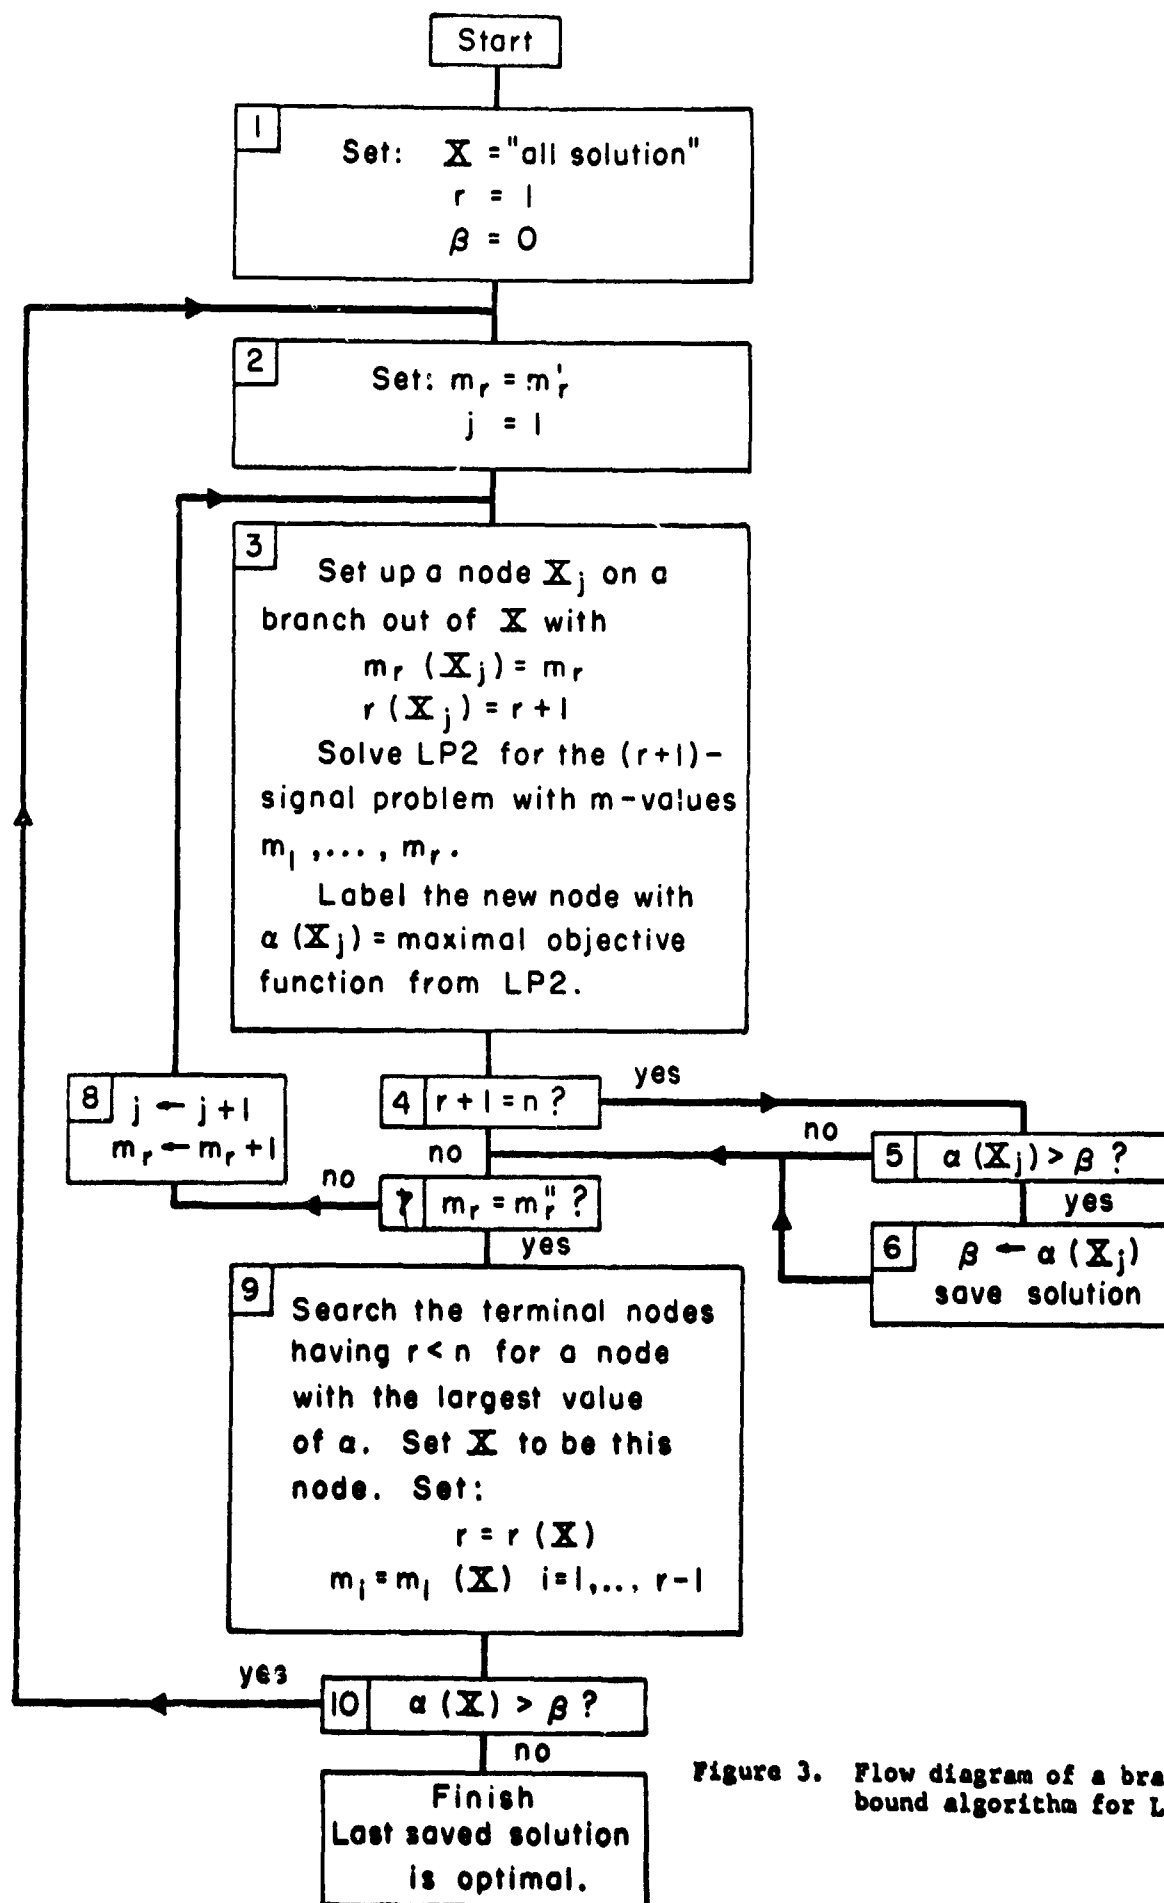 Start
1
Set: X = "all solution"
r = 1
β = 0
2
Set: m_r = m'_r
j = 1
3
Set up a node X_j on a
branch out of X with
m_r (X_j) = m_r
r (X_j) = r + 1
Solve LP2 for the (r+1)-
signal problem with m-values
m_1 ,..., m_r.
Label the new node with
α (X_j) = maximal objective
function from LP2.
8
j ← j+1
m_r ← m_r + 1
4
r + 1 = n ?
yes
no
5
α (X_j) > β ?
no
yes
6
β ← α (X_j)
save solution
7
m_r = m''_r ?
no
yes
9
Search the terminal nodes
having r < n for a node
with the largest value
of α. Set X to be this
node. Set:
r = r (X)
m_i = m_i (X) i=1,... r-1
yes
10
α (X) > β ?
no
Finish
Last saved solution
is optimal.
Figure 3. Flow diagram of a bra
bound algorithm for L